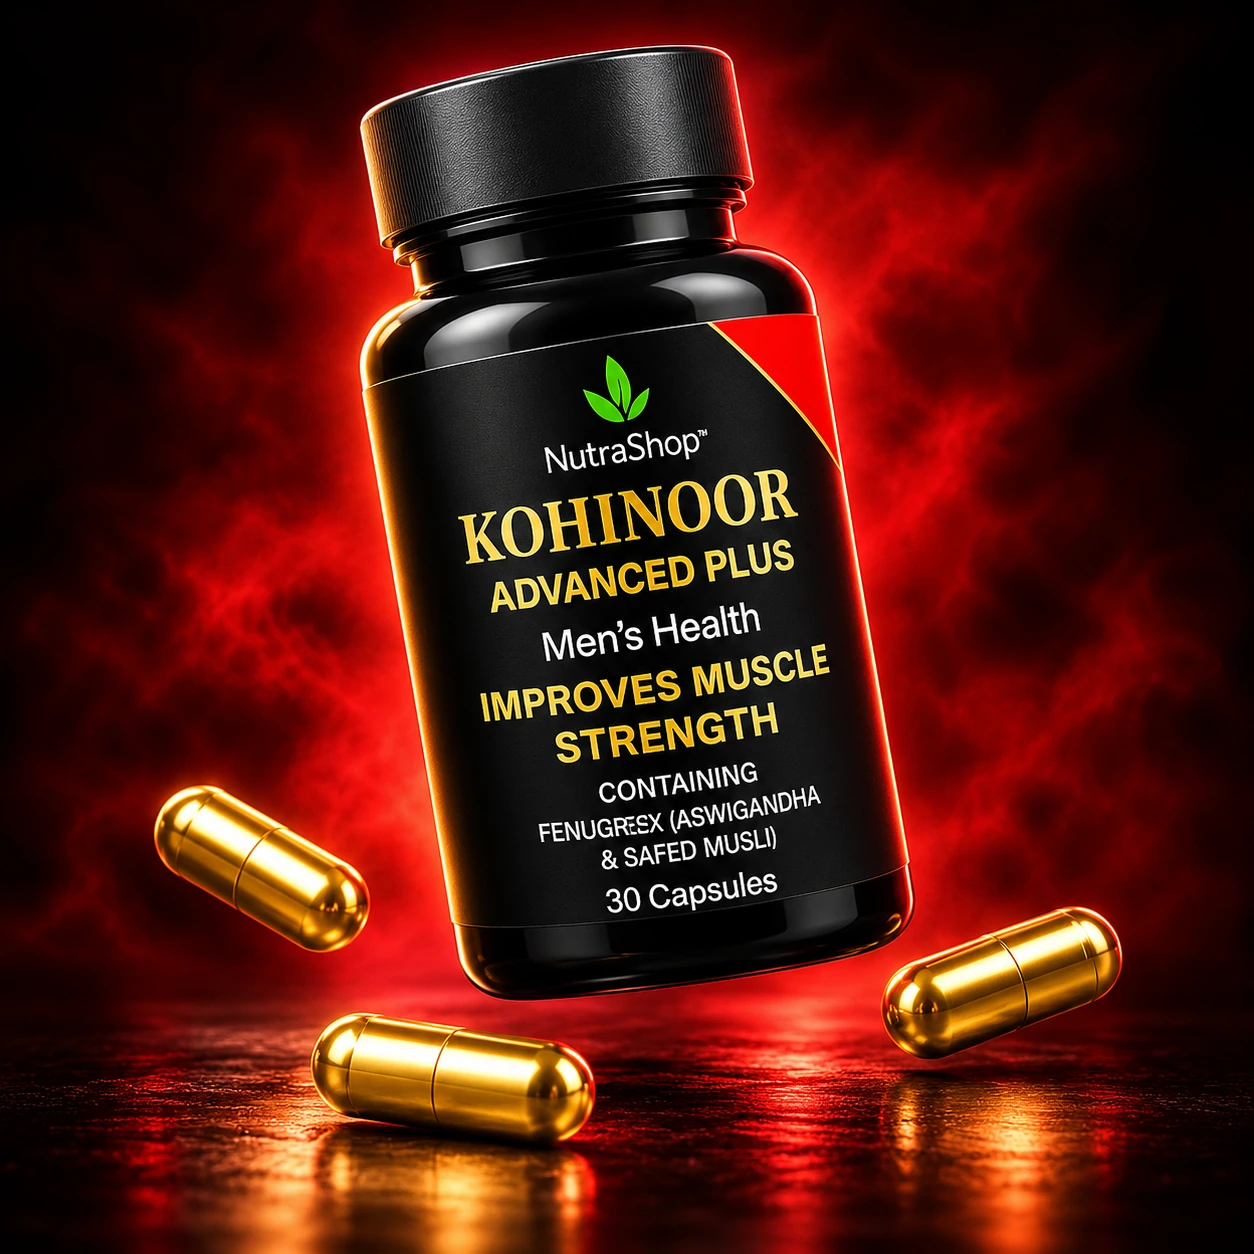 NutraShop™
KOHINOOR
ADVANCED PLUS
Men's Health
IMPROVES MUSCLE
STRENGTH
CONTAINING
FENUGREEX (ASWIGANDHA
& SAFED MUSLI)
30 Capsules